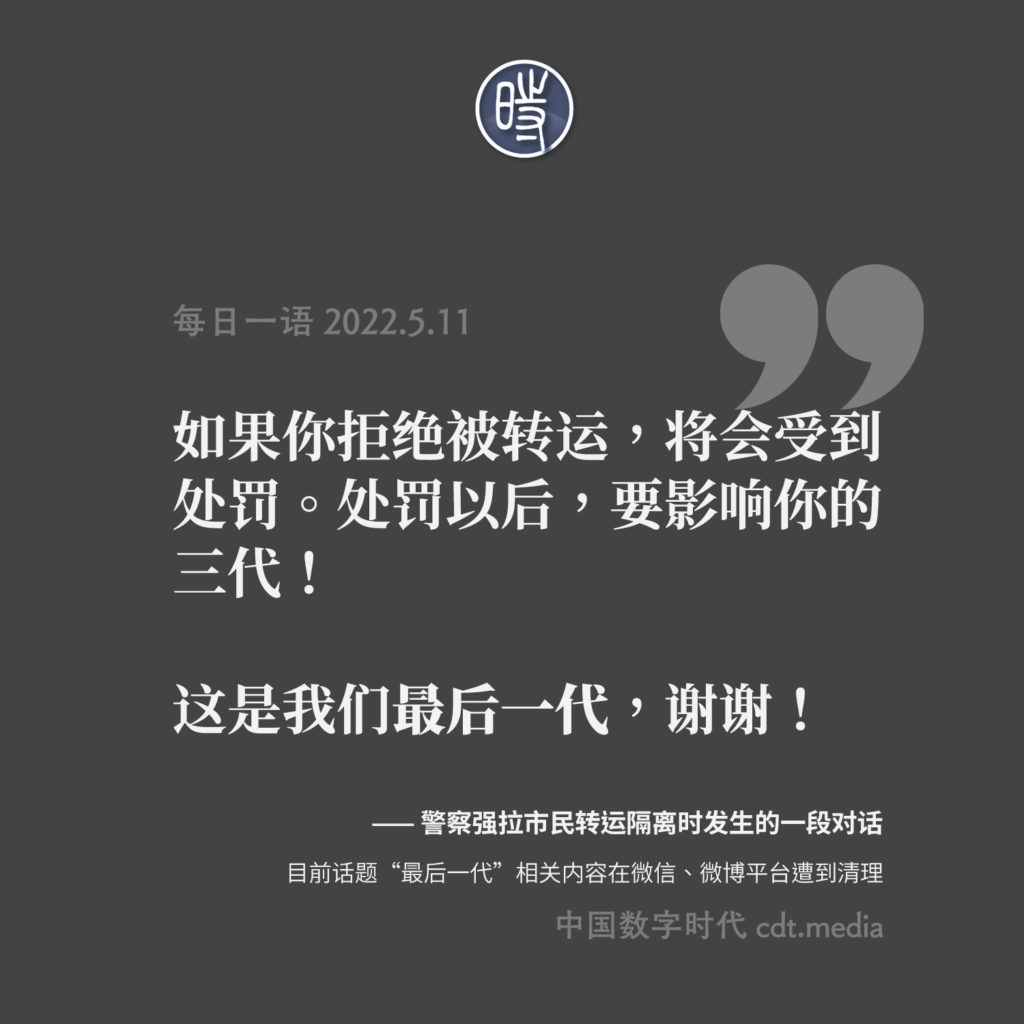 時
每日一语 2022.5.11
如果你拒绝被转运，将会受到
处罚。处罚以后，要影响你的
三代！
这是我们最后一代，谢谢！
—— 警察强拉市民转运隔离时发生的一段对话
目前话题“最后一代”相关内容在微信、微博平台遭到清理
中国数字时代 cdt.media